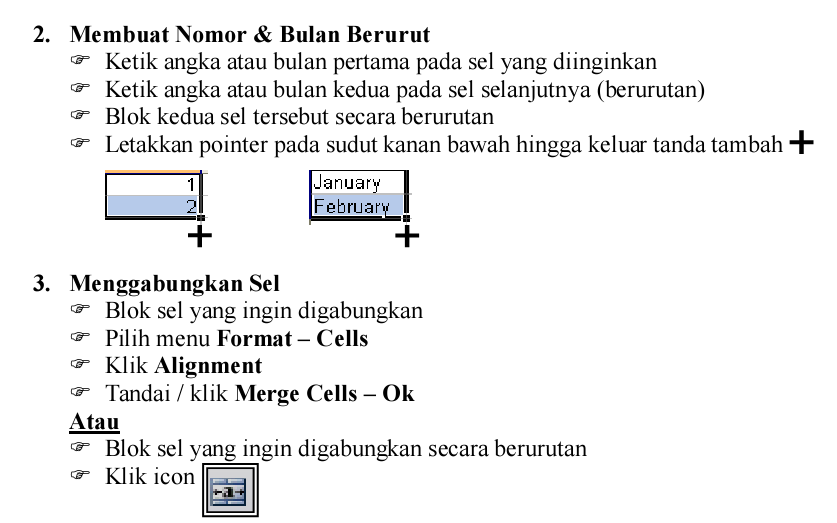 2. Membuat Nomor & Bulan Berurut
☞ Ketik angka atau bulan pertama pada sel yang diinginkan
☞ Ketik angka atau bulan kedua pada sel selanjutnya (berurutan)
☞ Blok kedua sel tersebut secara berurutan
☞ Letakkan pointer pada sudut kanan bawah hingga keluar tanda tambah +
1 January
2 February
3. Menggabungkan Sel
☞ Blok sel yang ingin digabungkan
☞ Pilih menu Format – Cells
☞ Klik Alignment
☞ Tandai / klik Merge Cells – Ok
Atau
☞ Blok sel yang ingin digabungkan secara berurutan
☞ Klik icon a